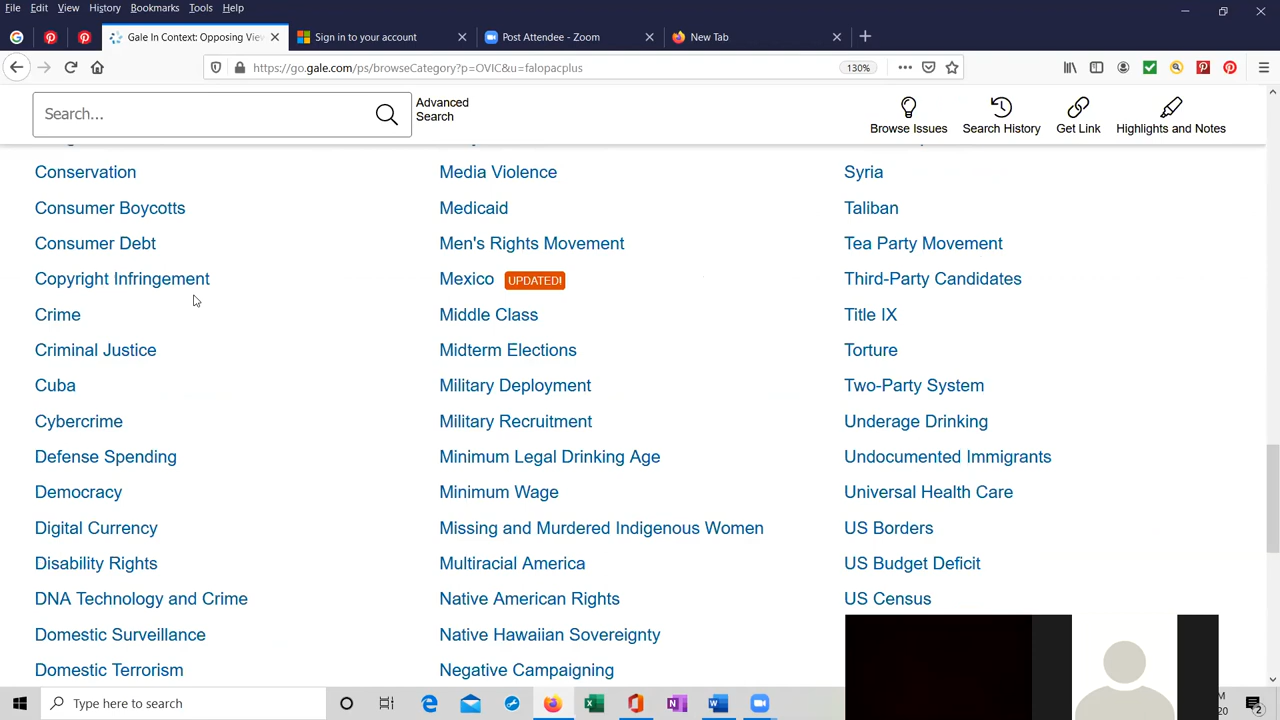 File Edit View History Bookmarks Tools Help
Gale In Context: Opposing View
Sign in to your account
Post Attendee - Zoom
New Tab
https://go.gale.com/ps/browseCategory?p=OVIC&u=falopacplus
130%
Search...
Advanced
Search
Browse Issues
Search History
Get Link
Highlights and Notes
Conservation
Consumer Boycotts
Consumer Debt
Copyright Infringement
Crime
Criminal Justice
Cuba
Cybercrime
Defense Spending
Democracy
Digital Currency
Disability Rights
DNA Technology and Crime
Domestic Surveillance
Domestic Terrorism
Media Violence
Medicaid
Men's Rights Movement
Mexico UPDATED!
Middle Class
Midterm Elections
Military Deployment
Military Recruitment
Minimum Legal Drinking Age
Minimum Wage
Missing and Murdered Indigenous Women
Multiracial America
Native American Rights
Native Hawaiian Sovereignty
Negative Campaigning
Syria
Taliban
Tea Party Movement
Third-Party Candidates
Title IX
Torture
Two-Party System
Underage Drinking
Undocumented Immigrants
Universal Health Care
US Borders
US Budget Deficit
US Census
Type here to search
M
20
2